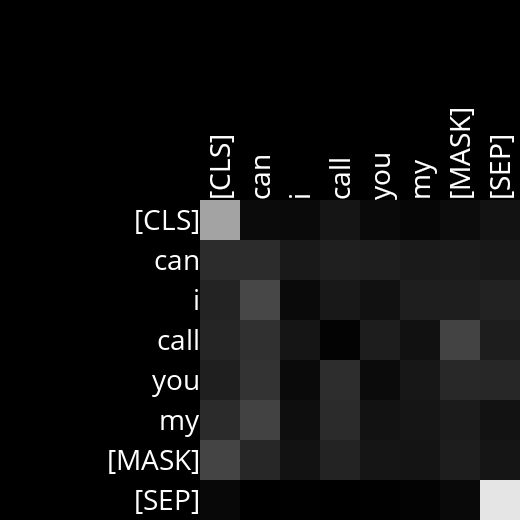 [CLS] can i call you my [MASK] [SEP]
[CLS]
can
i
call
you
my
[MASK]
[SEP]